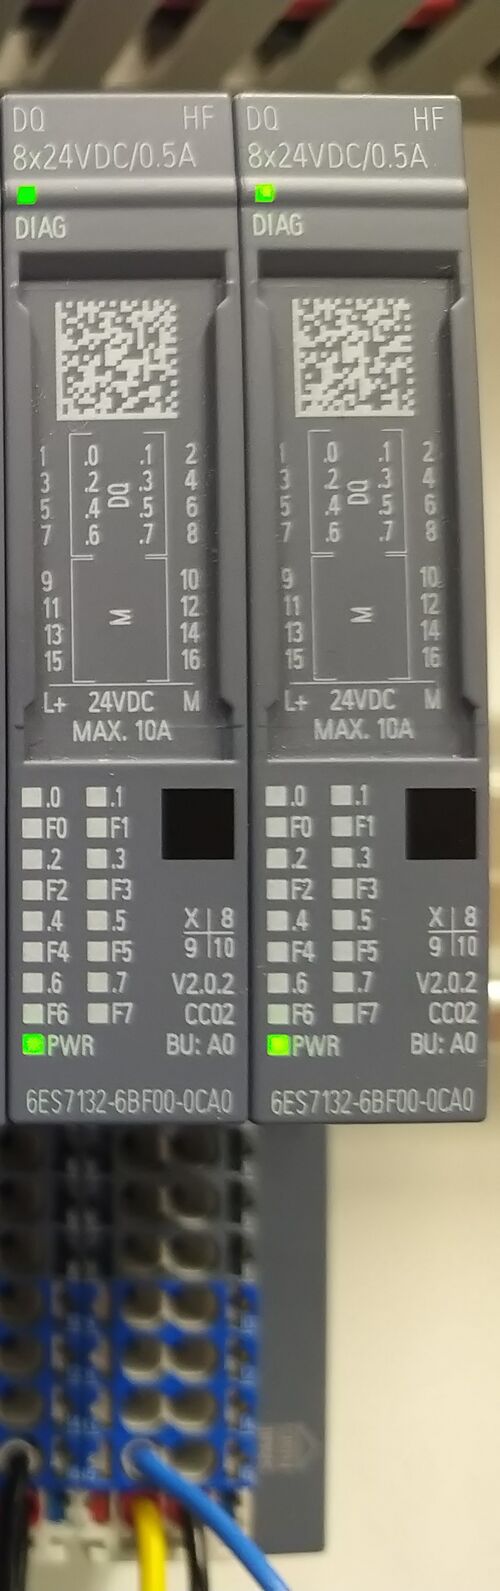 DQ HF
8x24VDC/0.5A
DIAG
1 .0 .1 2
3 .2 .3 4
DQ
5 .4 .5 6
7 .6 .7 8
9 10
11 12
M
13 14
15 16
L+ 24VDC M
MAX. 10A
.0 .1
F0 F1
.2 .3
F2 F3
.4 .5 X 8
F4 F5 9 10
.6 .7 V2.0.2
F6 F7 CC02
PWR BU: A0
6ES7132-6BF00-0CA0
DQ HF
8x24VDC/0.5A
DIAG
1 .0 .1 2
3 .2 .3 4
DQ
5 .4 .5 6
7 .6 .7 8
9 10
11 12
M
13 14
15 16
L+ 24VDC M
MAX. 10A
.0 .1
F0 F1
.2 .3
F2 F3
.4 .5 X 8
F4 F5 9 10
.6 .7 V2.0.2
F6 F7 CC02
PWR BU: A0
6ES7132-6BF00-0CA0